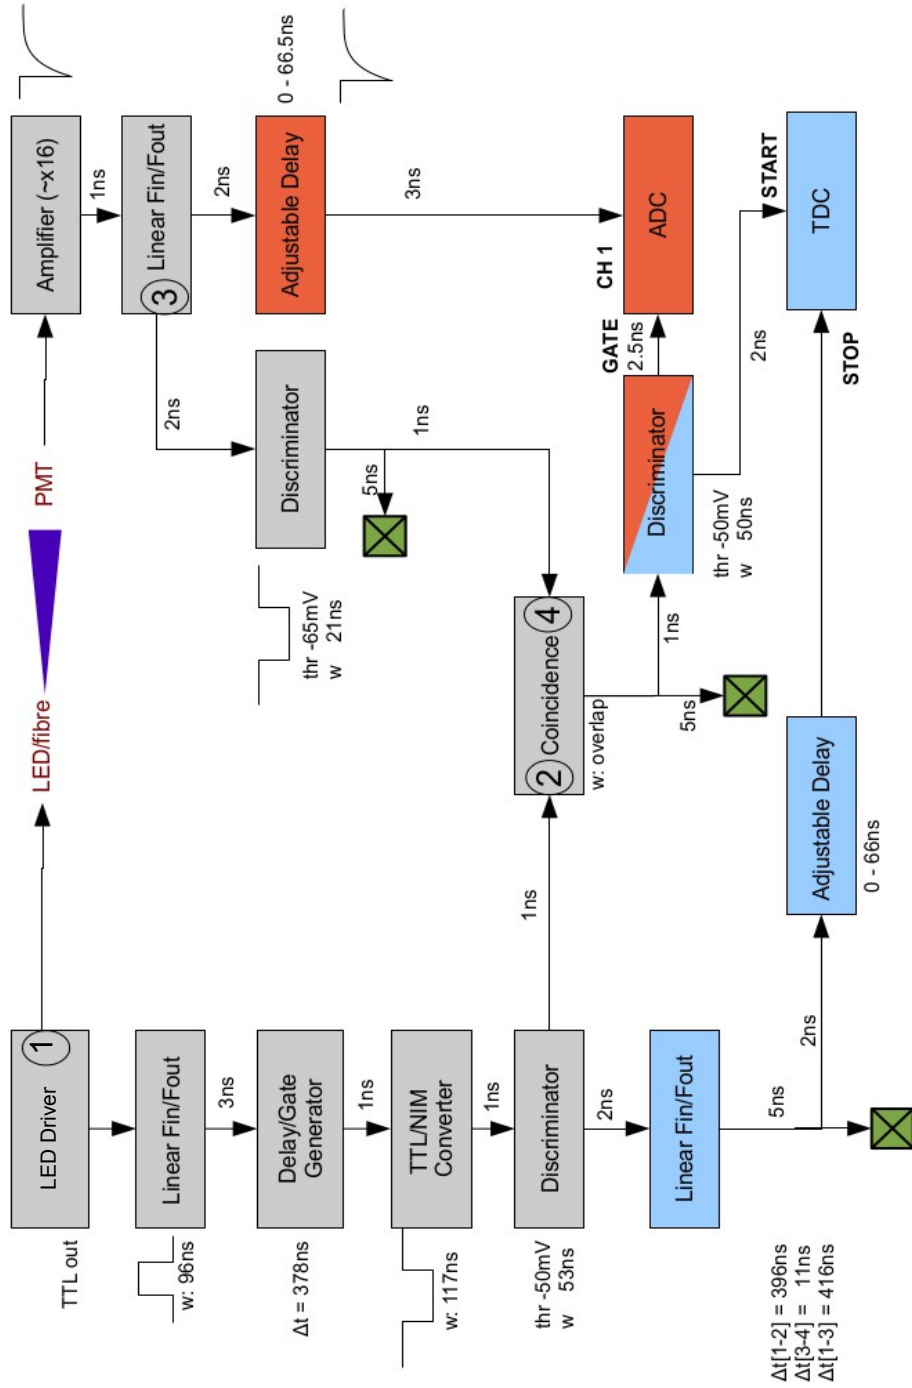 LED Driver
1
TTL out
LED/fibre
PMT
Amplifier (~x16)
1ns
Linear Fin/Fout
3
2ns
2ns
Adjustable Delay
0 - 66.5ns
3ns
Discriminator
thr -65mV
w 21ns
5ns
1ns
Linear Fin/Fout
w: 96ns
3ns
Delay/Gate
Generator
Δt = 378ns
1ns
TTL/NIM
Converter
w: 117ns
1ns
Discriminator
thr -50mV
w 53ns
1ns
2 Coincidence 4
w: overlap
1ns
5ns
Discriminator
thr -50mV
w 50ns
GATE
2.5ns
CH 1
ADC
2ns
START
TDC
STOP
2ns
Linear Fin/Fout
5ns
2ns
Adjustable Delay
0 - 66ns
Δt[1-2] = 396ns
Δt[3-4] = 11ns
Δt[1-3] = 416ns